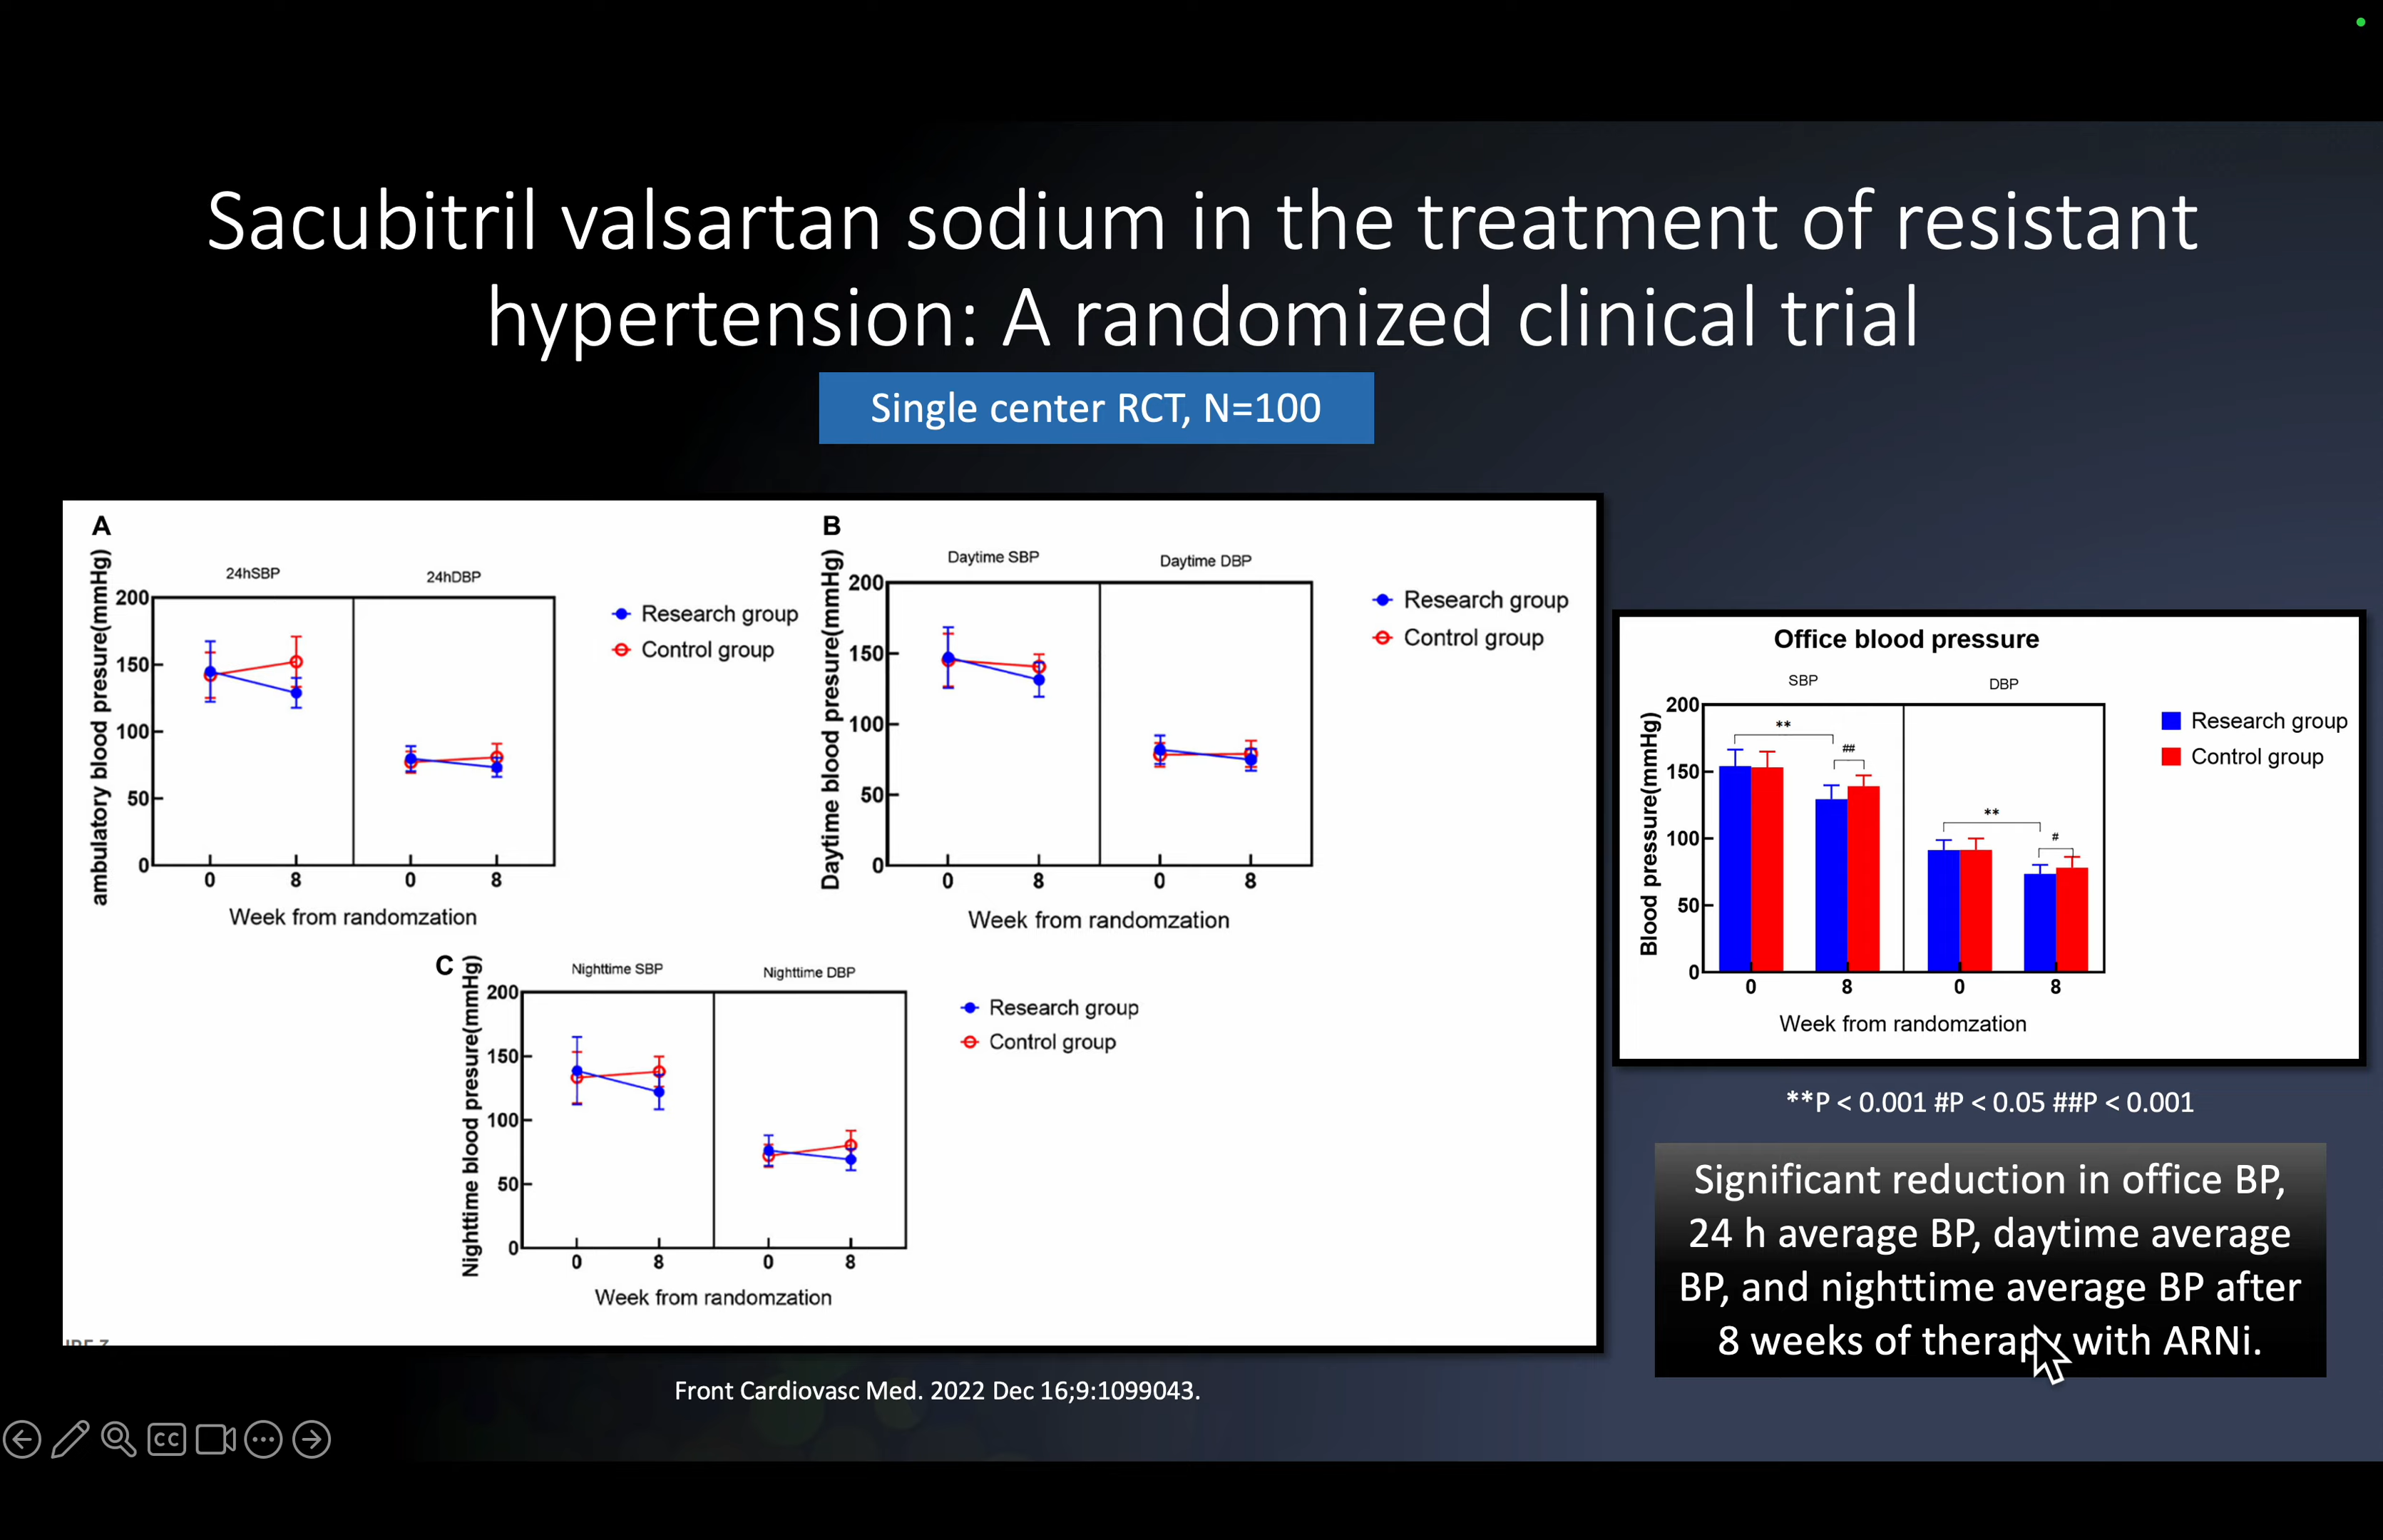 Sacubitril valsartan sodium in the treatment of resistant
hypertension: A randomized clinical trial
Single center RCT, N=100
A
ambulatory blood presure(mmHg)
24hSBP
24hDBP
200
150
100
50
0
0
8
0
8
Week from randomzation
Research group
Control group
B
Daytime blood presure(mmHg)
Daytime SBP
Daytime DBP
200
150
100
50
0
0
8
0
8
Week from randomzation
Research group
Control group
C
Nighttime blood presure(mmHg)
Nighttime SBP
Nighttime DBP
200
150
100
50
0
0
8
0
8
Week from randomzation
Research group
Control group
Office blood pressure
Blood pressure(mmHg)
SBP
DBP
200
150
100
50
0
**
##
**
#
0
8
0
8
Week from randomzation
Research group
Control group
**P < 0.001 #P < 0.05 ##P < 0.001
Significant reduction in office BP,
24 h average BP, daytime average
BP, and nighttime average BP after
8 weeks of therapy with ARNi.
Front Cardiovasc Med. 2022 Dec 16;9:1099043.
CC